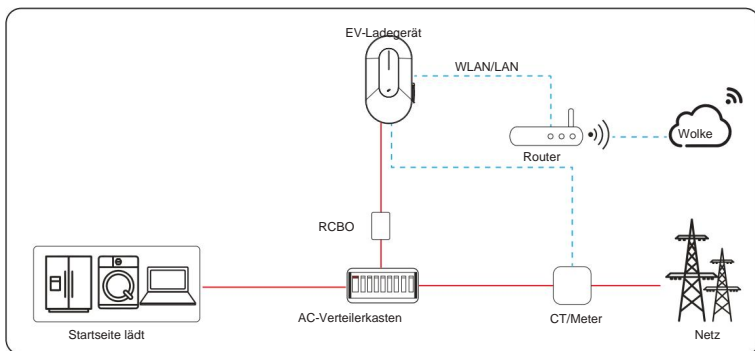 EV-Ladegerät
WLAN/LAN
Wolke
Router
RCBO
Startseite lädt
AC-Verteilerkasten
CT/Meter
Netz